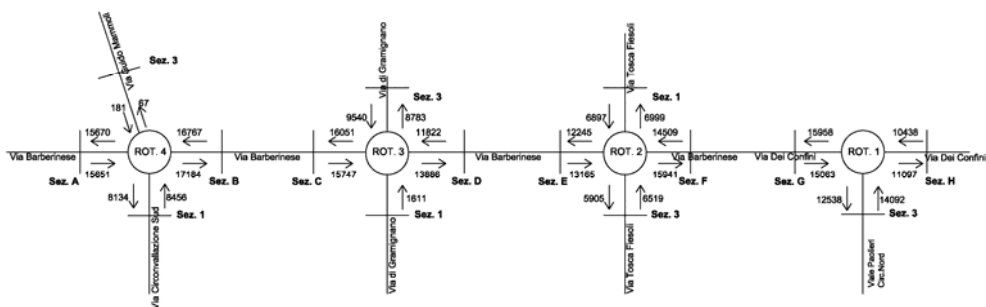 Via Guido Mammoli
Sez. 3
181
67
15670
16767
Via Barberinese
ROT. 4
15651
17184
Sez. A
Sez. B
8134
8456
Sez. 1
Via Circonvallazione Sud
Via Barberinese
Via di Gramignano
Sez. 3
9540
8783
16051
11822
ROT. 3
15747
13886
Sez. C
Sez. D
1611
Sez. 1
Via di Gramignano
Via Barberinese
Via Tosca Fiesoli
Sez. 1
6897
6999
12245
14509
ROT. 2
13165
15941
Via Barberinese
Sez. E
Sez. F
5905
6519
Sez. 3
Via Tosca Fiesoli
Via Dei Confini
15958
10438
ROT. 1
15063
11097
Via Dei Confini
Sez. G
Sez. H
12538
14092
Sez. 3
Viale Paolieri
Circ.Nord